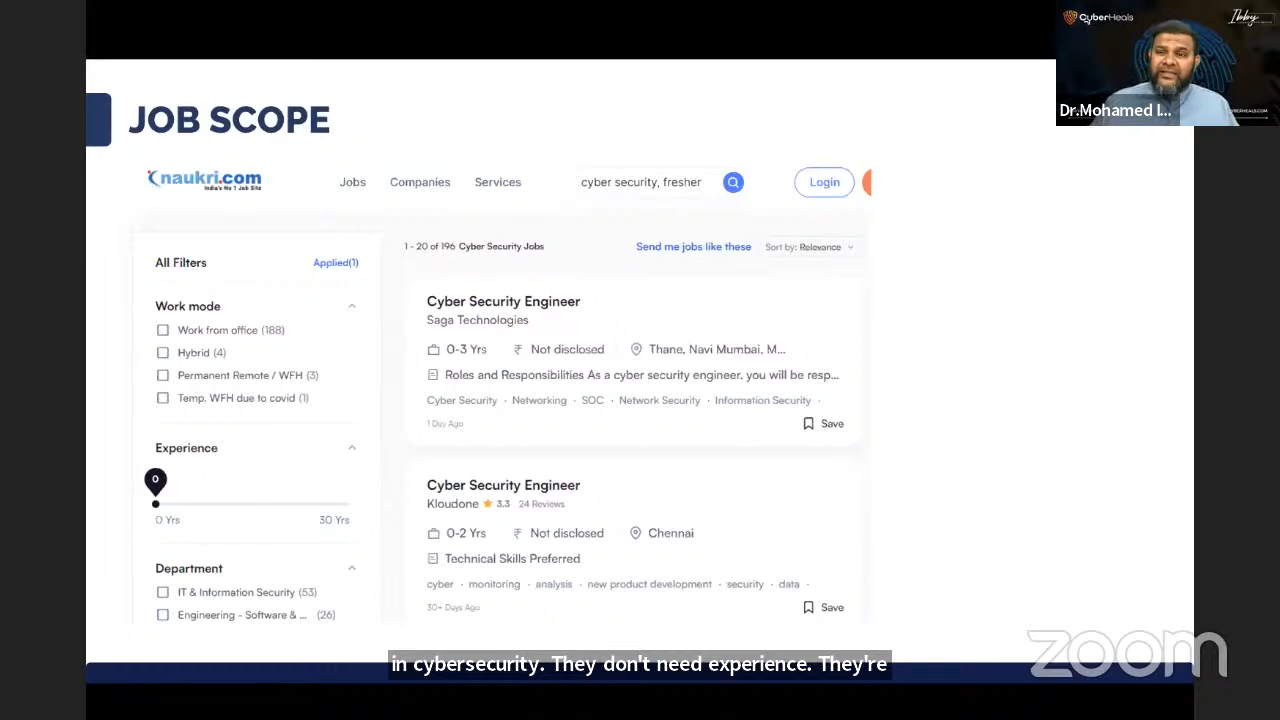 CyberHeals
Ibby
Dr.Mohamed I...
JOB SCOPE
naukri.com
India's No 1 Job Site
Jobs Companies Services cyber security, fresher Login
All Filters Applied(1)
Work mode
Work from office (188)
Hybrid (4)
Permanent Remote / WFH (3)
Temp. WFH due to covid (1)
Experience
0
0 Yrs 30 Yrs
Department
IT & Information Security (53)
Engineering - Software & ... (26)
1 - 20 of 196 Cyber Security Jobs Send me jobs like these Sort by: Relevance
Cyber Security Engineer
Saga Technologies
0-3 Yrs ₹ Not disclosed Thane, Navi Mumbai, M...
Roles and Responsibilities As a cyber security engineer, you will be resp...
Cyber Security · Networking · SOC · Network Security · Information Security ·
1 Day Ago Save
Cyber Security Engineer
Kloudone 3.3 24 Reviews
0-2 Yrs ₹ Not disclosed Chennai
Technical Skills Preferred
cyber · monitoring · analysis · new product development · security · data ·
30+ Days Ago Save
in cybersecurity. They don't need experience. They're
zoom